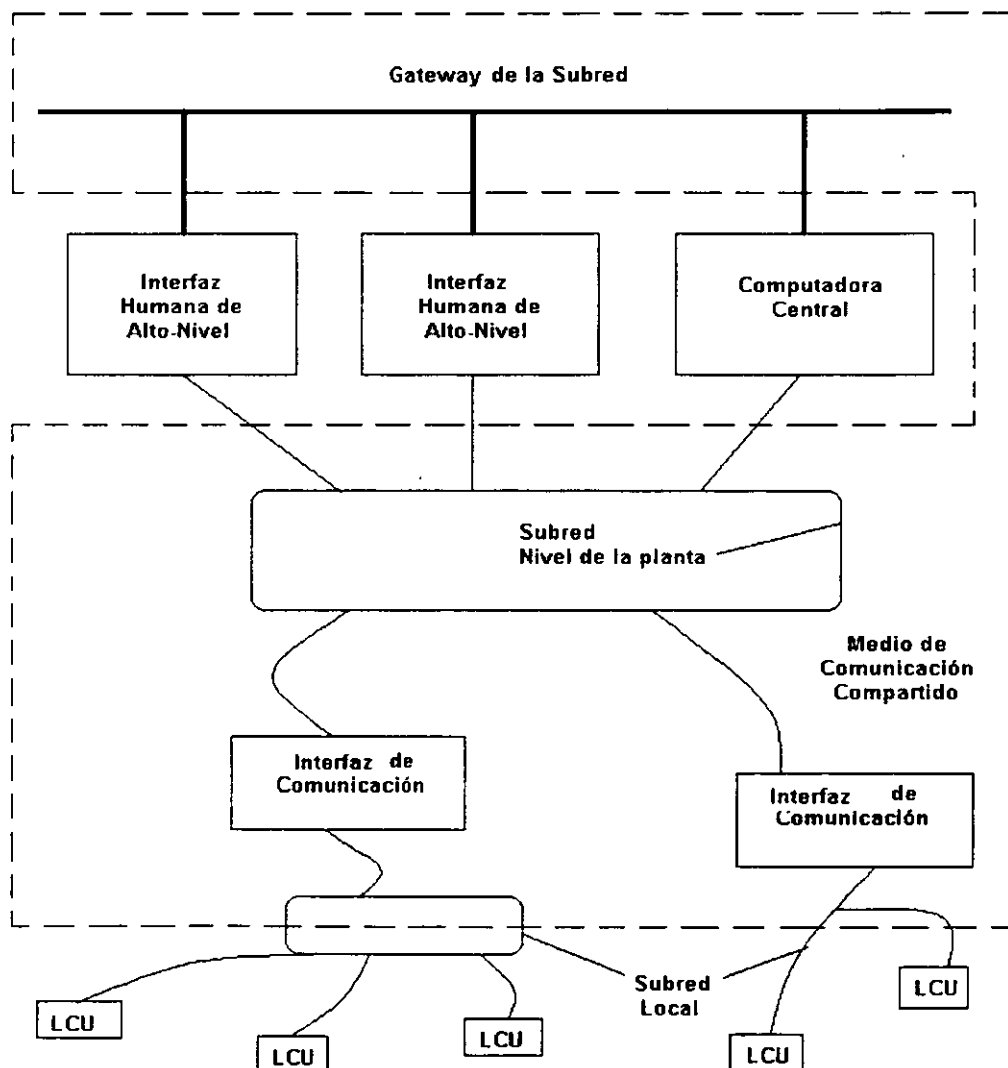 Gateway de la Subred
Interfaz
Humana de
Alto-Nivel
Interfaz
Humana de
Alto-Nivel
Computadora
Central
Subred
Nivel de la planta
Medio de
Comunicación
Compartido
Interfaz de
Comunicación
Interfaz de
Comunicación
Subred
Local
LCU
LCU
LCU
LCU
LCU